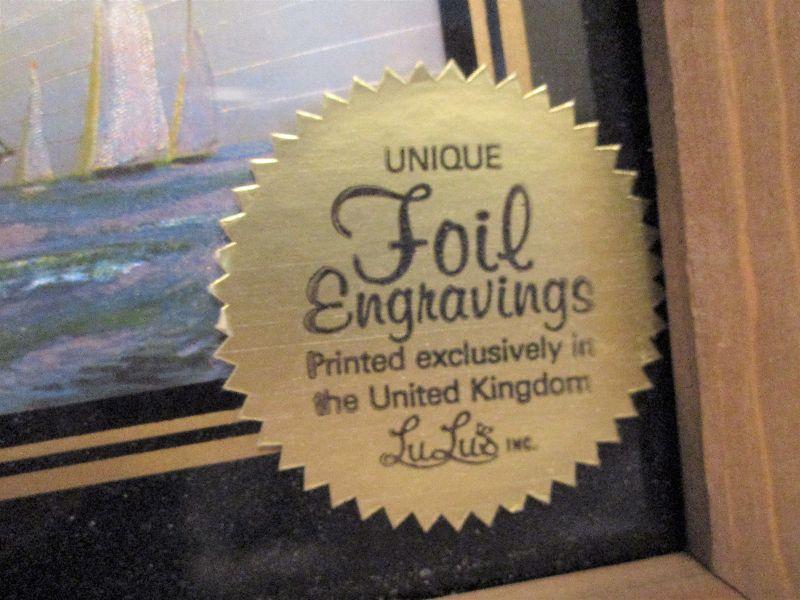 UNIQUE
Foil
Engravings
Printed exclusively in
the United Kingdom
LuLu's INC.